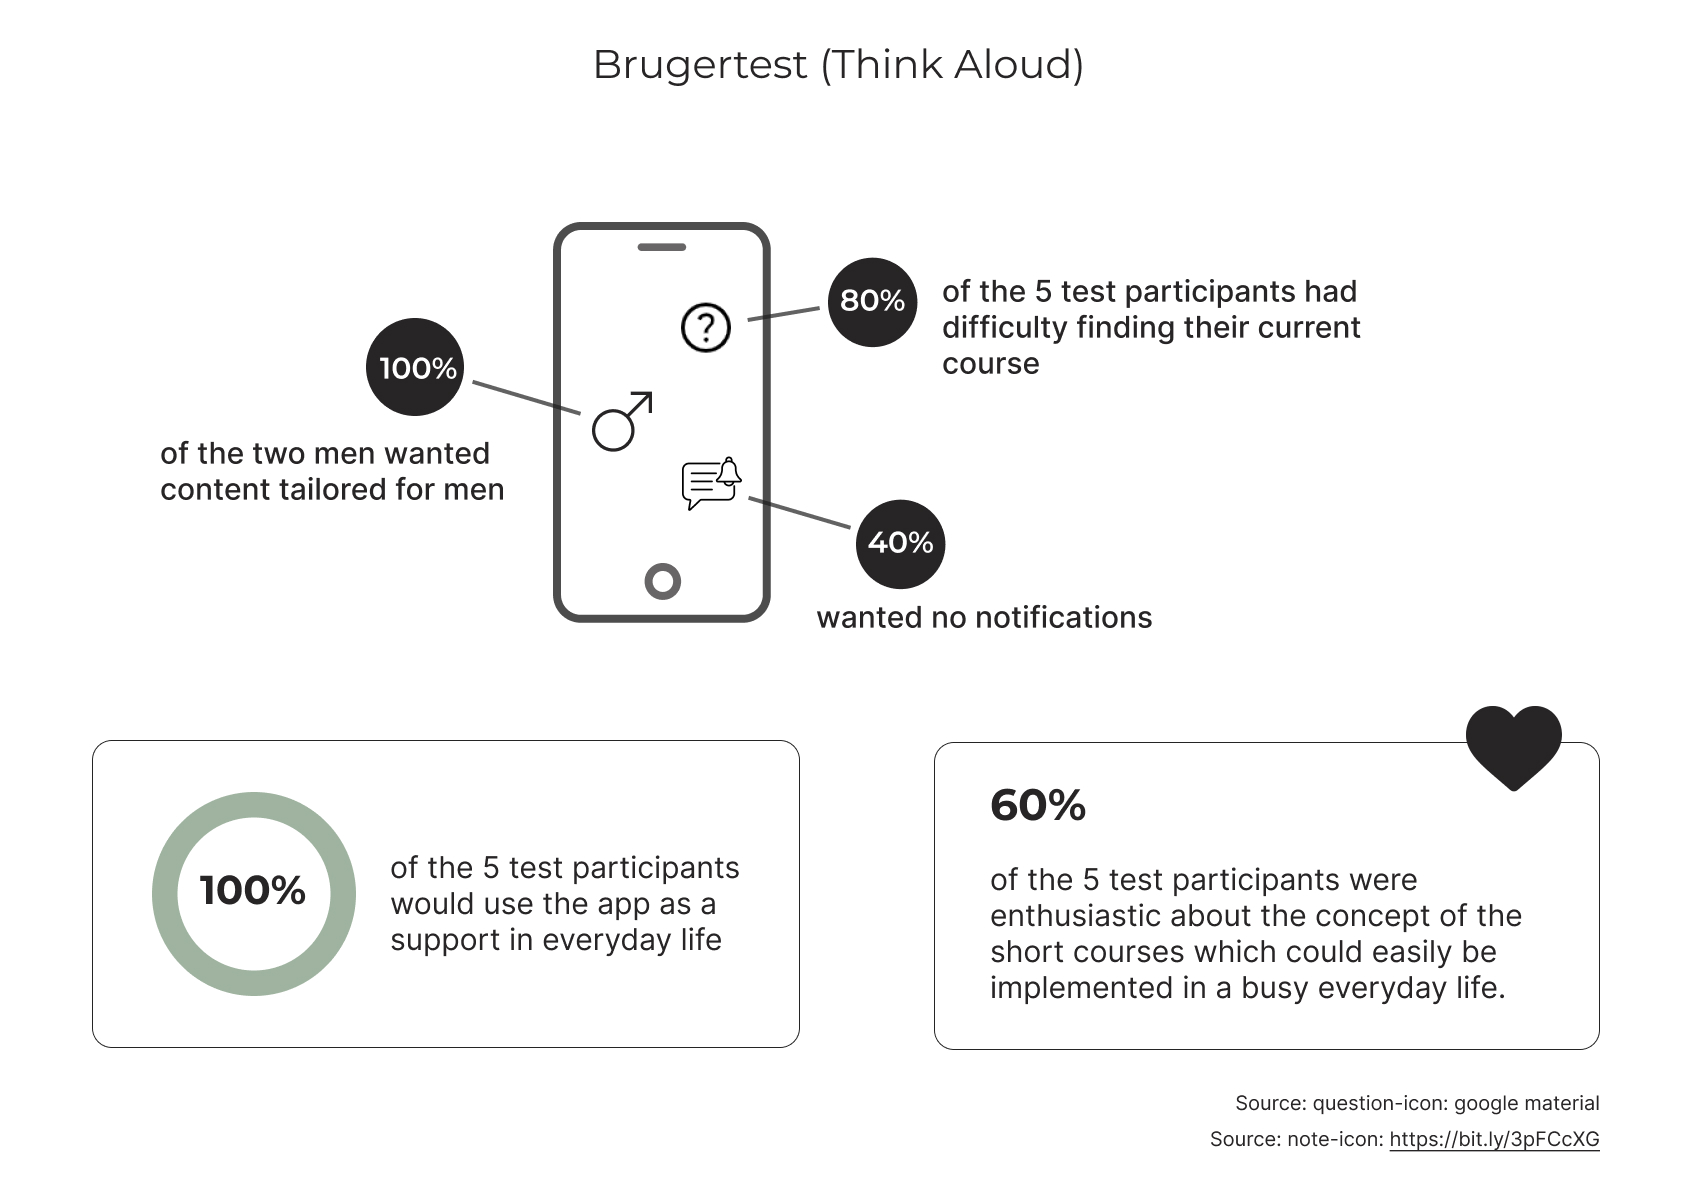 Brugertest (Think Aloud)
80%
of the 5 test participants had
difficulty finding their current
course
?
100%
of the two men wanted
content tailored for men
40%
wanted no notifications
100%
of the 5 test participants
would use the app as a
support in everyday life
60%
of the 5 test participants were
enthusiastic about the concept of the
short courses which could easily be
implemented in a busy everyday life.
Source: question-icon: google material
Source: note-icon: https://bit.ly/3pFCcXG